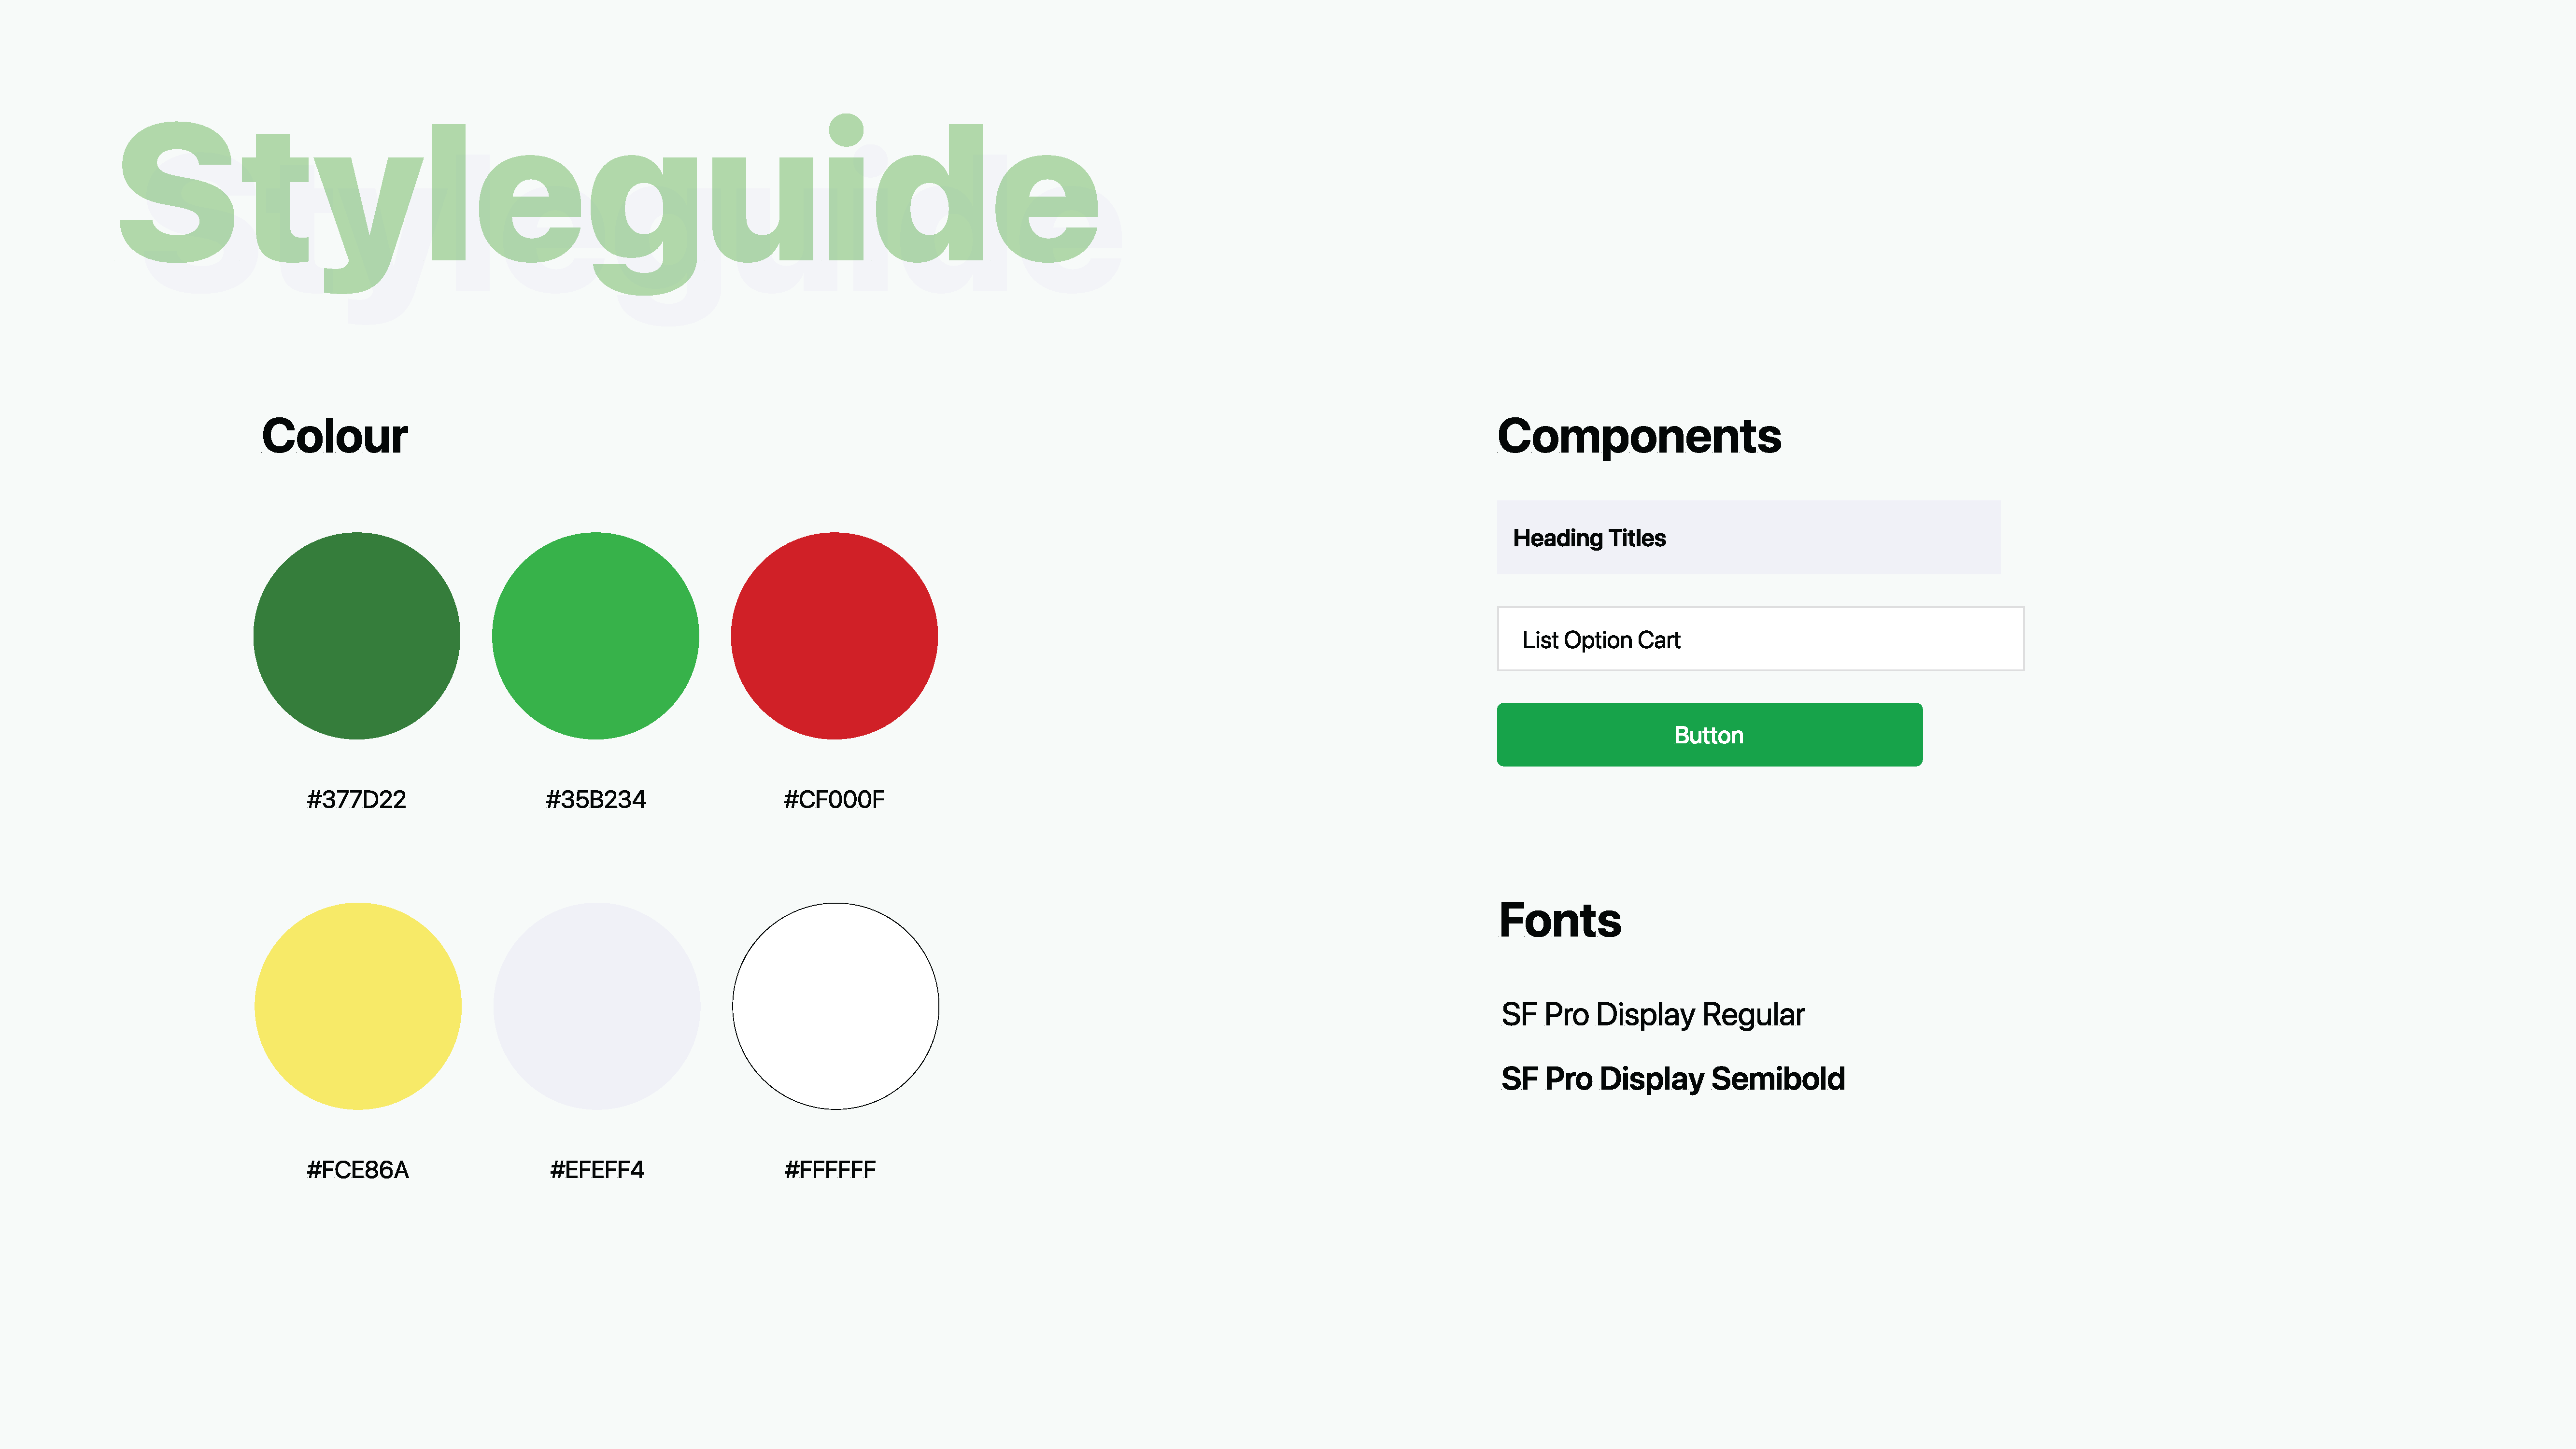 Styleguide
Colour
#377D22
#35B234
#CF000F
#FCE86A
#EFEFF4
#FFFFFF
Components
Heading Titles
List Option Cart
Button
Fonts
SF Pro Display Regular
SF Pro Display Semibold